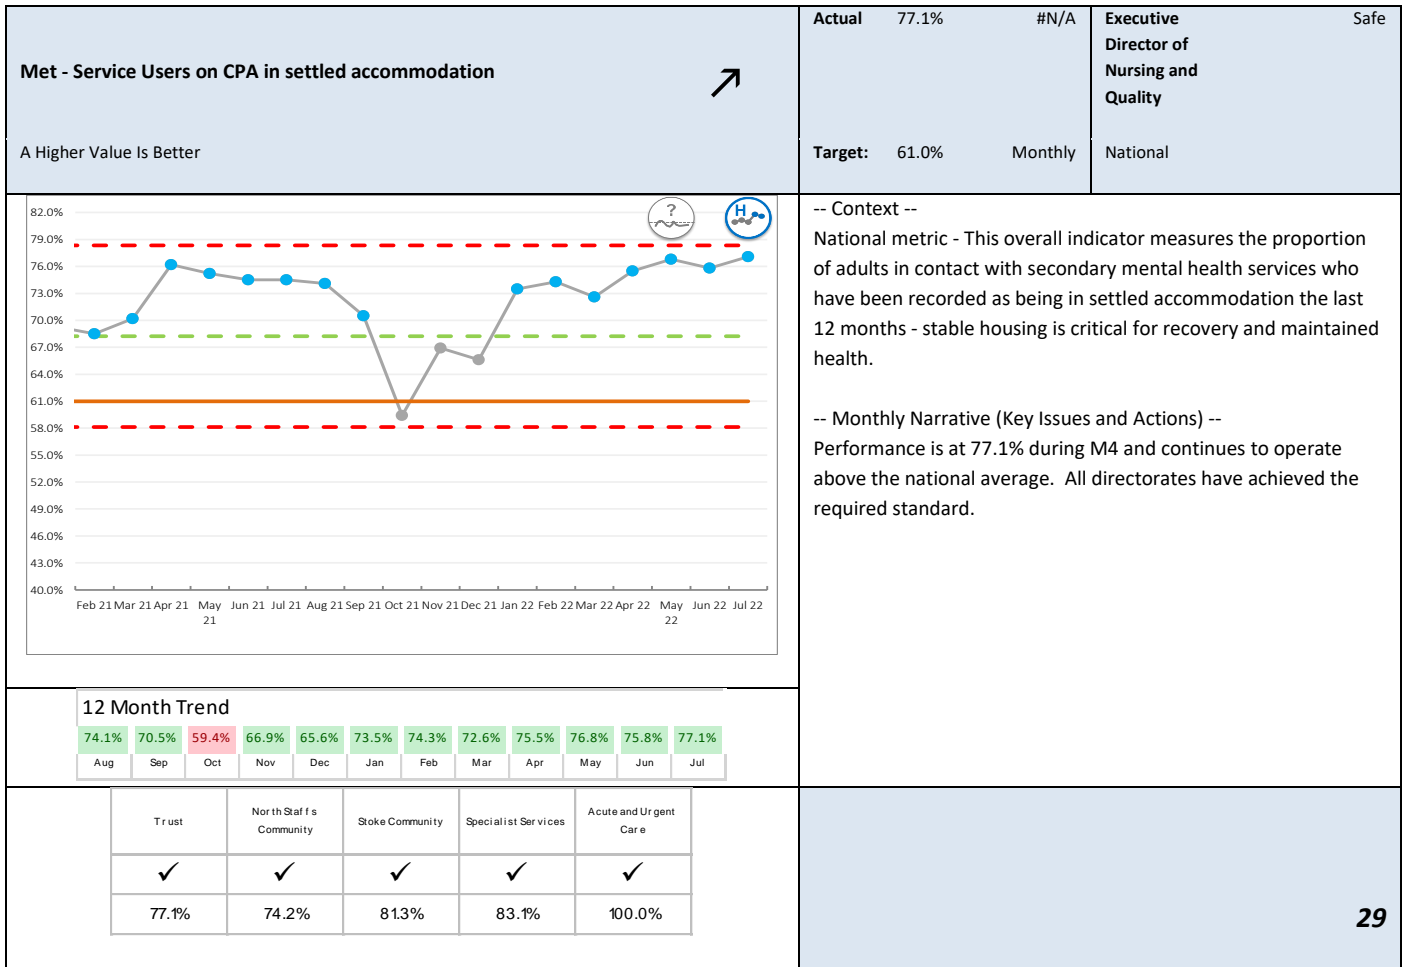 Met - Service Users on CPA in settled accommodation
A Higher Value Is Better
Actual 77.1% #N/A
Target: 61.0% Monthly
Executive
Director of
Nursing and
Quality
Safe
National
?
H
82.0%
79.0%
76.0%
73.0%
70.0%
67.0%
64.0%
61.0%
58.0%
55.0%
52.0%
49.0%
46.0%
43.0%
40.0%
Feb 21 Mar 21 Apr 21 May 21 Jun 21 Jul 21 Aug 21 Sep 21 Oct 21 Nov 21 Dec 21 Jan 22 Feb 22 Mar 22 Apr 22 May 22 Jun 22 Jul 22
-- Context --
National metric - This overall indicator measures the proportion
of adults in contact with secondary mental health services who
have been recorded as being in settled accommodation the last
12 months - stable housing is critical for recovery and maintained
health.
-- Monthly Narrative (Key Issues and Actions) --
Performance is at 77.1% during M4 and continues to operate
above the national average. All directorates have achieved the
required standard.
12 Month Trend
74.1% 70.5% 59.4% 66.9% 65.6% 73.5% 74.3% 72.6% 75.5% 76.8% 75.8% 77.1%
Aug Sep Oct Nov Dec Jan Feb Mar Apr May Jun Jul
Trust
North Staffs
Community
Stoke Community
Specialist Services
Acute and Urgent
Care
✓ ✓ ✓ ✓ ✓
77.1% 74.2% 81.3% 83.1% 100.0%
29